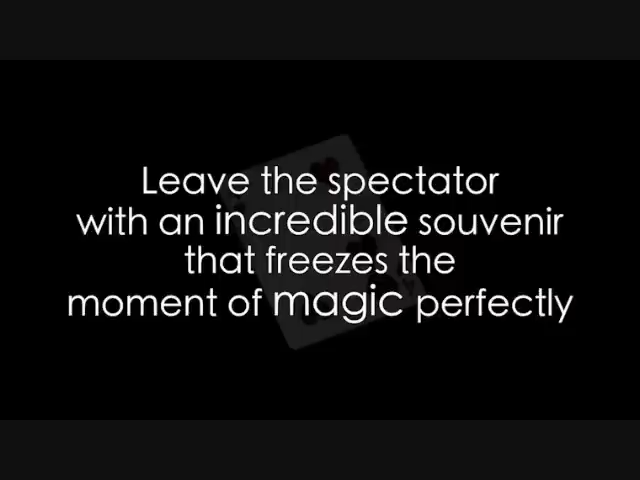 Leave the spectator
with an incredible souvenir
that freezes the
moment of magic perfectly